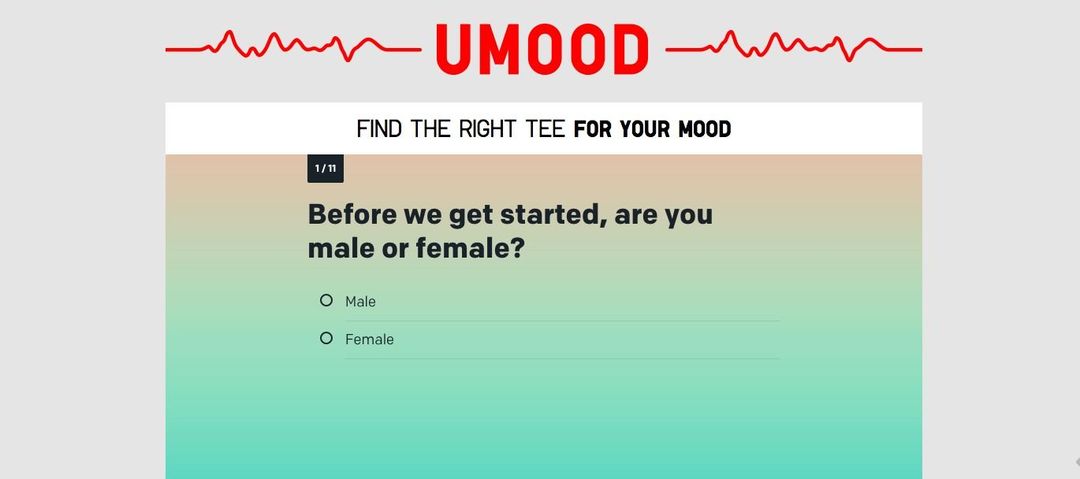 UMOOD
FIND THE RIGHT TEE FOR YOUR MOOD
1 / 11
Before we get started, are you
male or female?
Male
Female